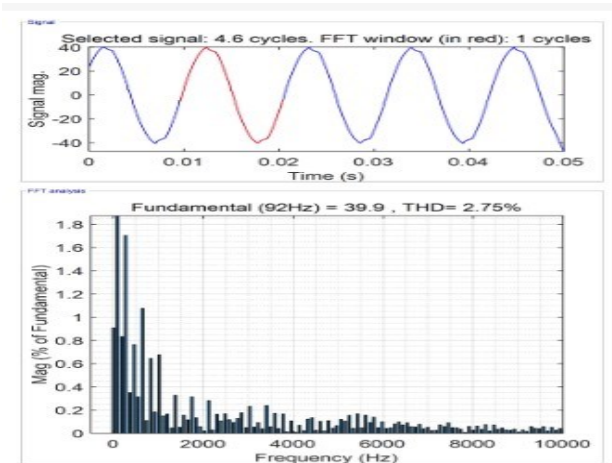 Signal
Selected signal: 4.6 cycles. FFT window (in red): 1 cycles
40
20
0
-20
-40
Signal mag.
0 0.01 0.02 0.03 0.04 0.05
Time (s)
FFT analysis
Fundamental (92Hz) = 39.9 , THD= 2.75%
1.8
1.6
1.4
1.2
1
0.8
0.6
0.4
0.2
0
Mag (% of Fundamental)
0 2000 4000 6000 8000 10000
Frequency (Hz)